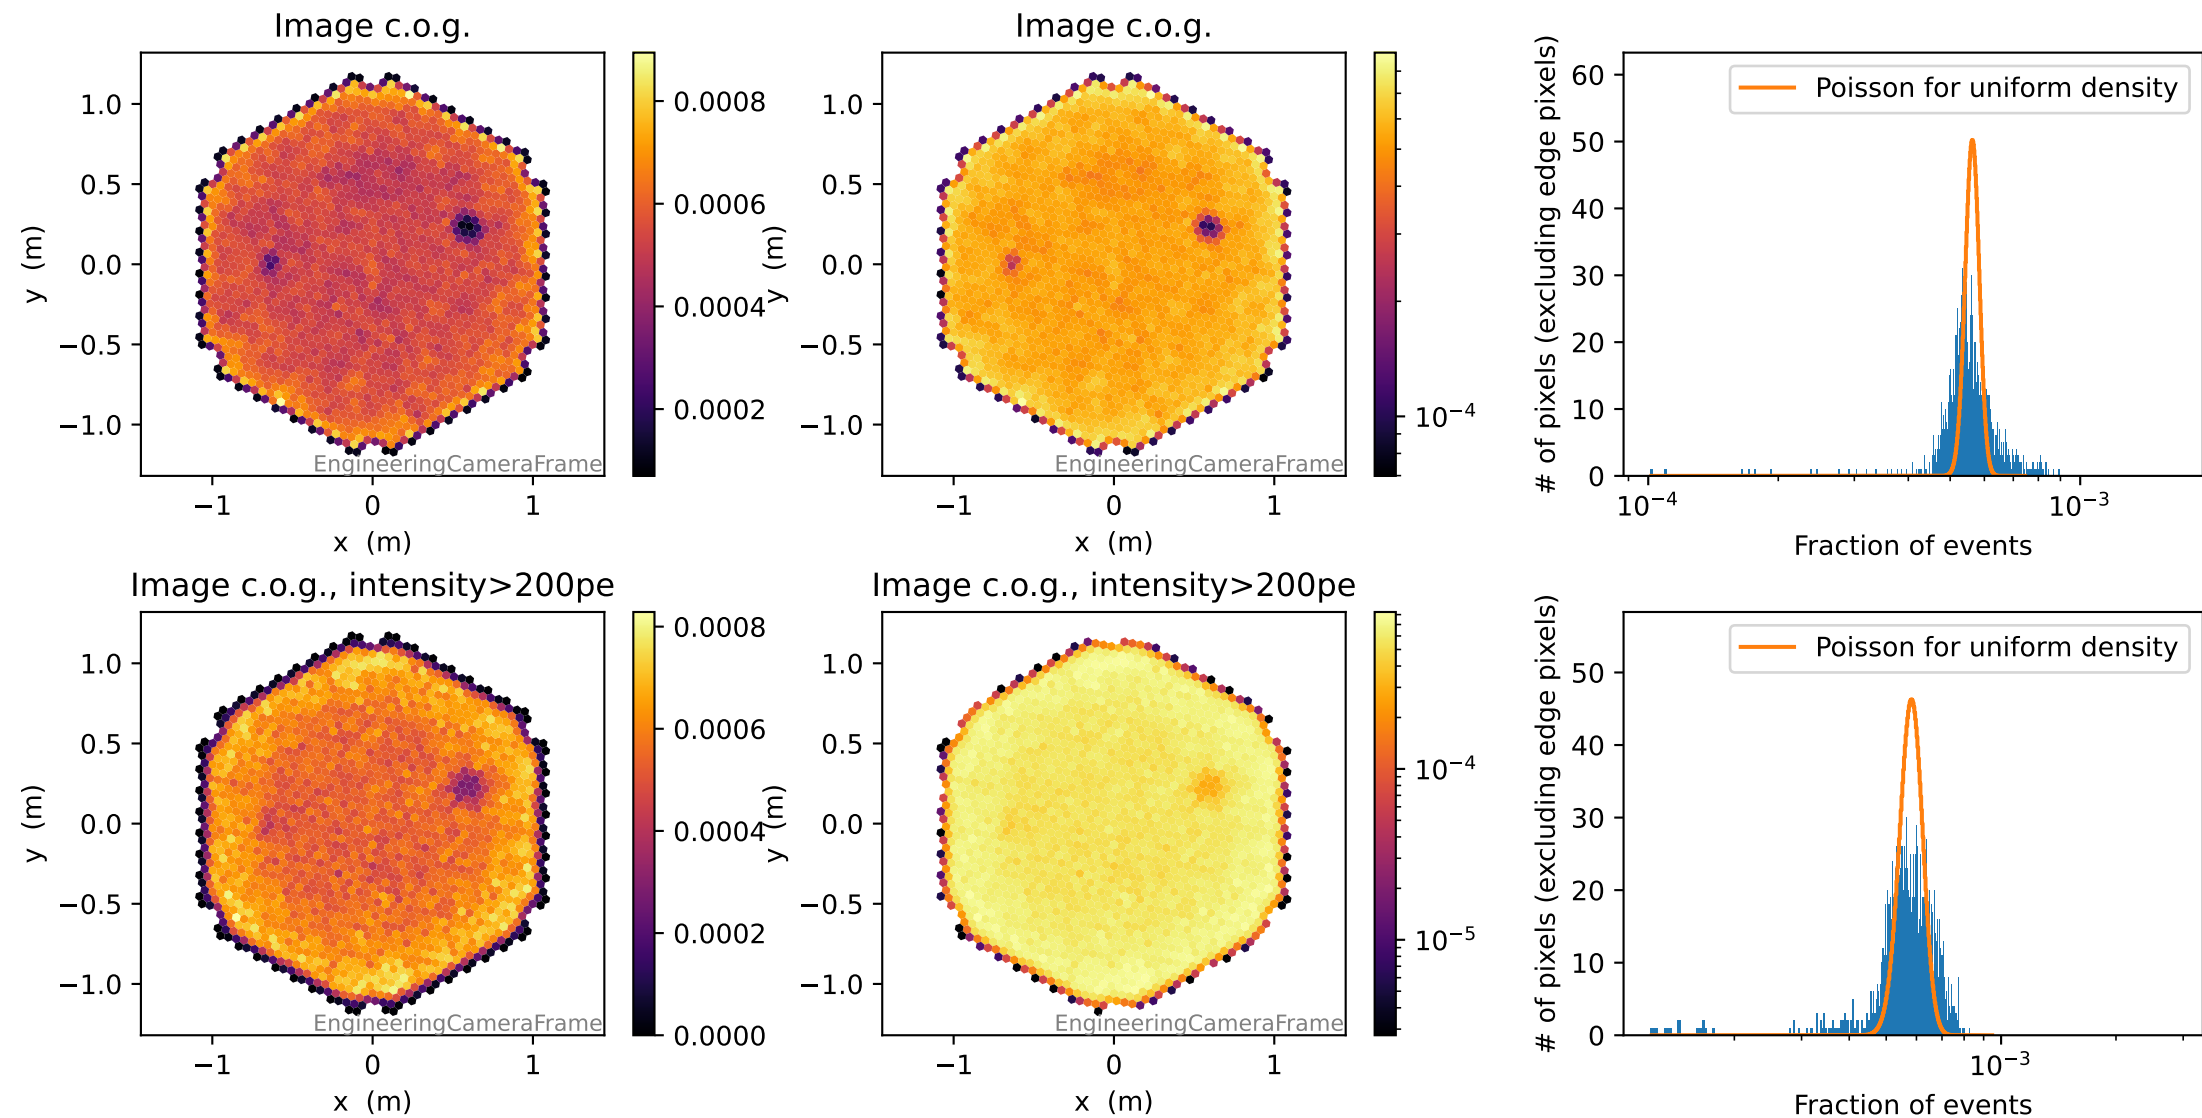 Image c.o.g.
1.0
0.5
0.0
−0.5
−1.0
y (m)
−1
0
1
x (m)
EngineeringCameraFrame
0.0008
0.0006
0.0004
0.0002
Image c.o.g.
1.0
0.5
0.0
−0.5
−1.0
y (m)
−1
0
1
x (m)
EngineeringCameraFrame
10⁻⁴
# of pixels (excluding edge pixels)
60
50
40
30
20
10
0
Poisson for uniform density
10⁻⁴
10⁻³
Fraction of events
Image c.o.g., intensity>200pe
1.0
0.5
0.0
−0.5
−1.0
y (m)
−1
0
1
x (m)
EngineeringCameraFrame
0.0008
0.0006
0.0004
0.0002
0.0000
Image c.o.g., intensity>200pe
1.0
0.5
0.0
−0.5
−1.0
y (m)
−1
0
1
x (m)
EngineeringCameraFrame
10⁻⁴
10⁻⁵
# of pixels (excluding edge pixels)
50
40
30
20
10
0
Poisson for uniform density
10⁻³
Fraction of events